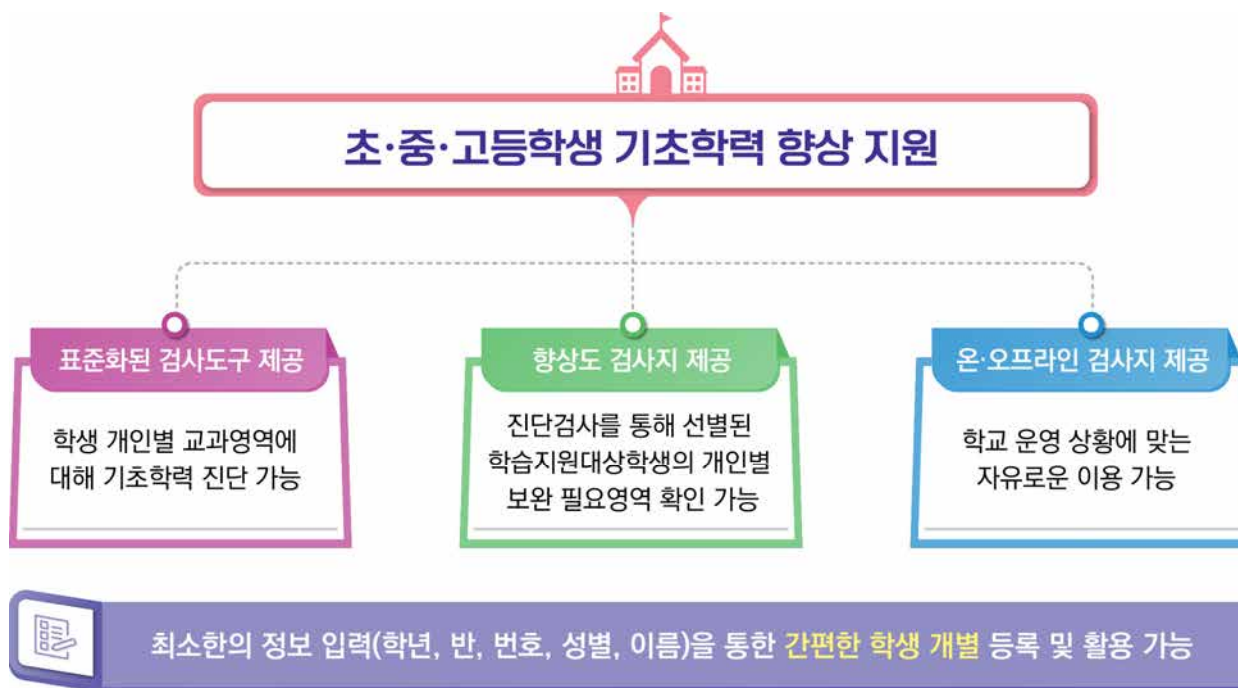 초·중·고등학생 기초학력 향상 지원
표준화된 검사도구 제공
학생 개인별 교과영역에
대해 기초학력 진단 가능
향상도 검사지 제공
진단검사를 통해 선별된
학습지원대상학생의 개인별
보완 필요영역 확인 가능
온·오프라인 검사지 제공
학교 운영 상황에 맞는
자유로운 이용 가능
최소한의 정보 입력(학년, 반, 번호, 성별, 이름)을 통한 간편한 학생 개별 등록 및 활용 가능